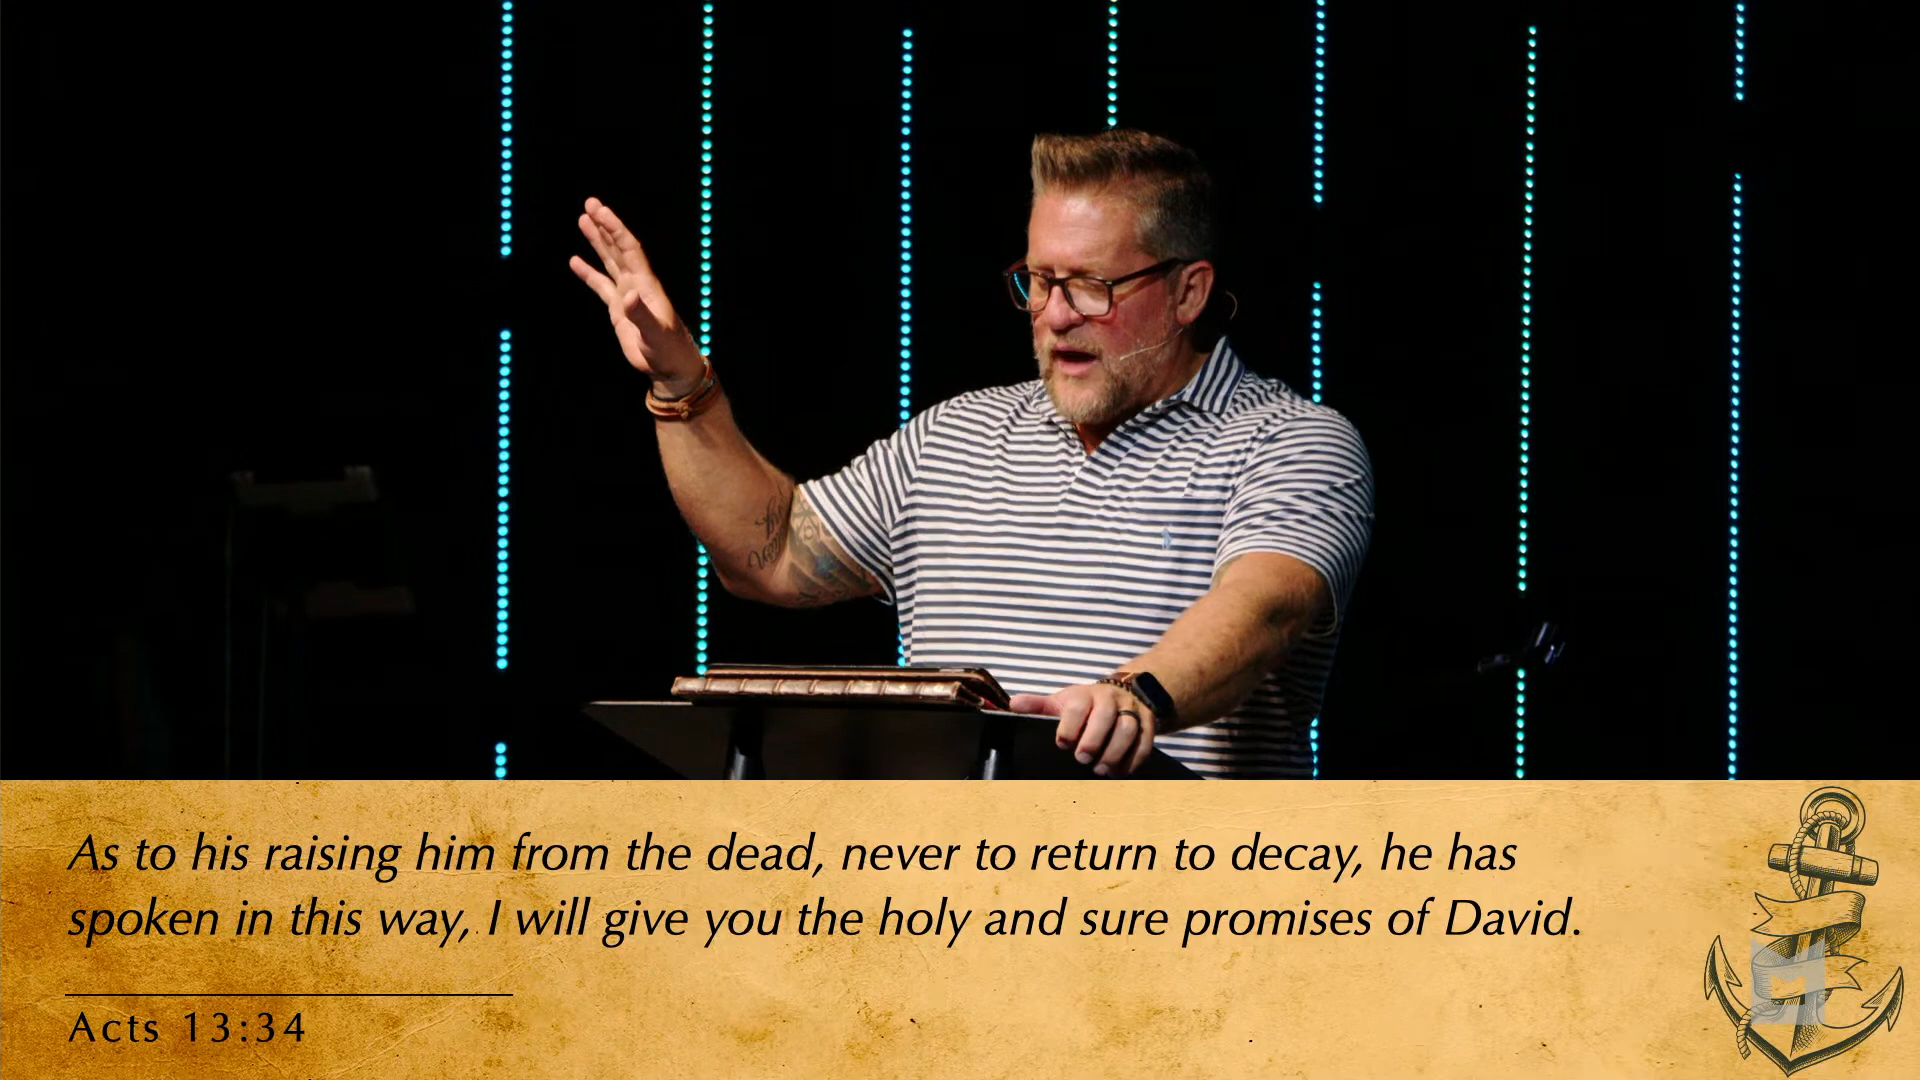 As to his raising him from the dead, never to return to decay, he has
spoken in this way, I will give you the holy and sure promises of David.
Acts 13:34